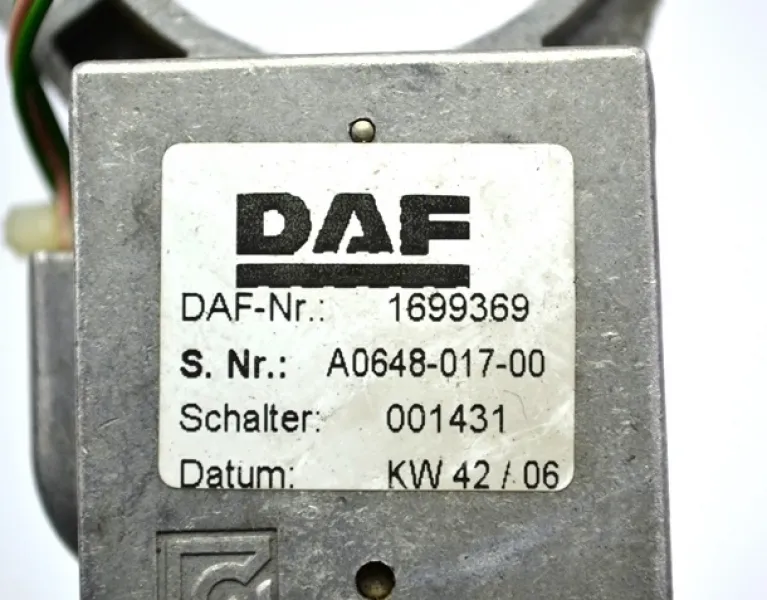 DAF
DAF-Nr.: 1699369
S. Nr.: A0648-017-00
Schalter: 001431
Datum: KW 42 / 06